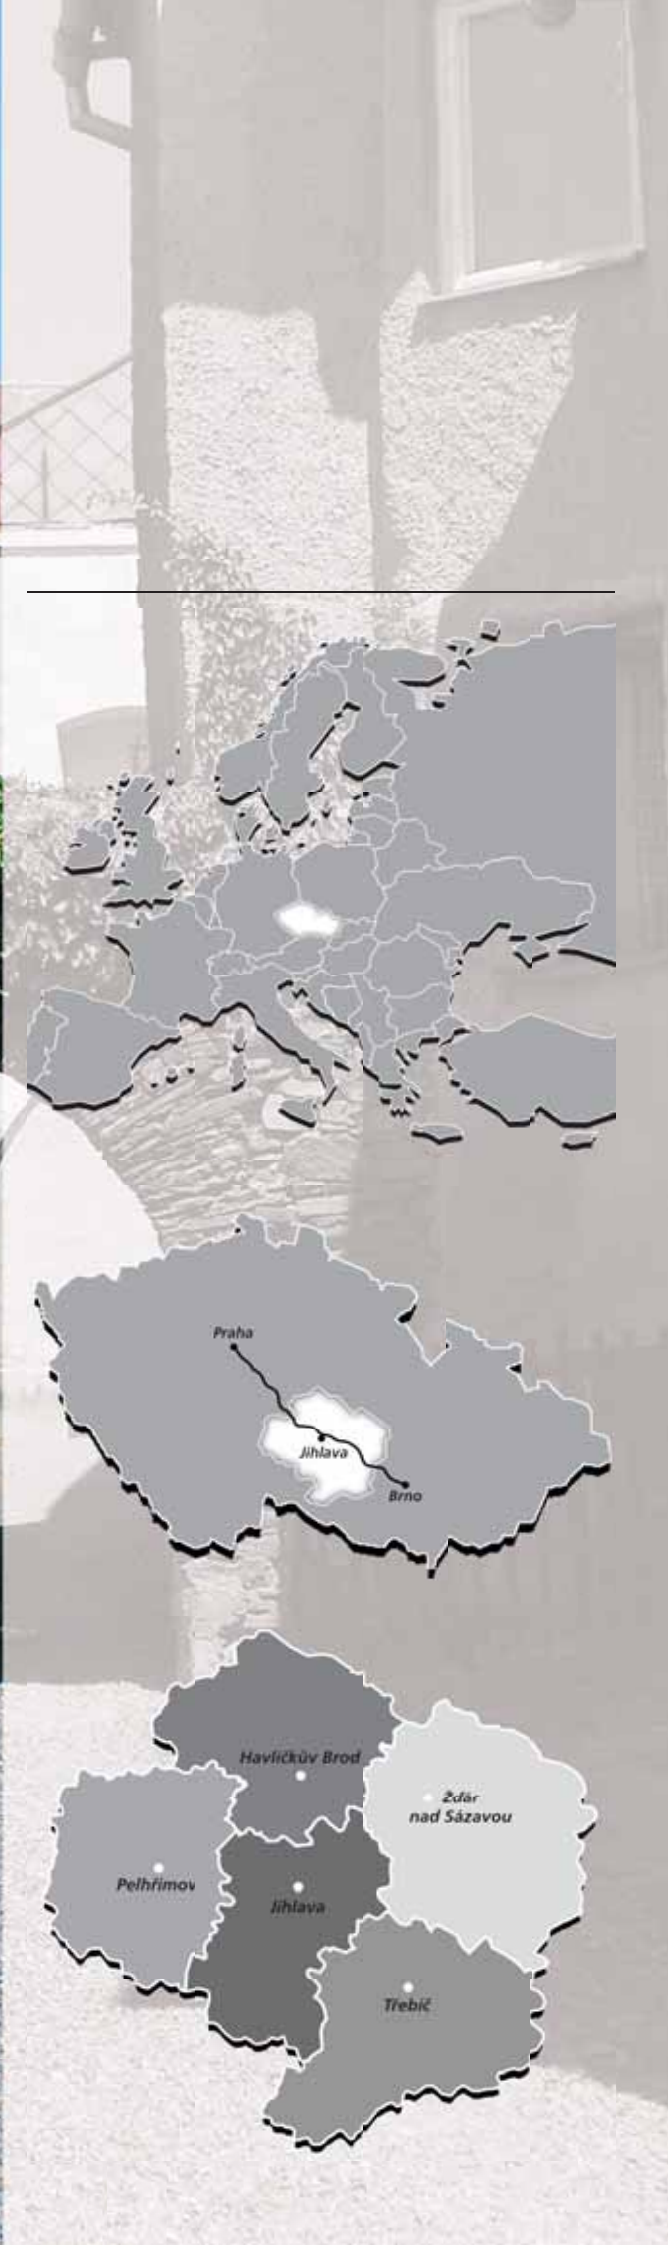 Praha
Jihlava
Brno
Havlíčkův Brod
Žďár
nad Sázavou
Pelhřimov
Jihlava
Třebíč